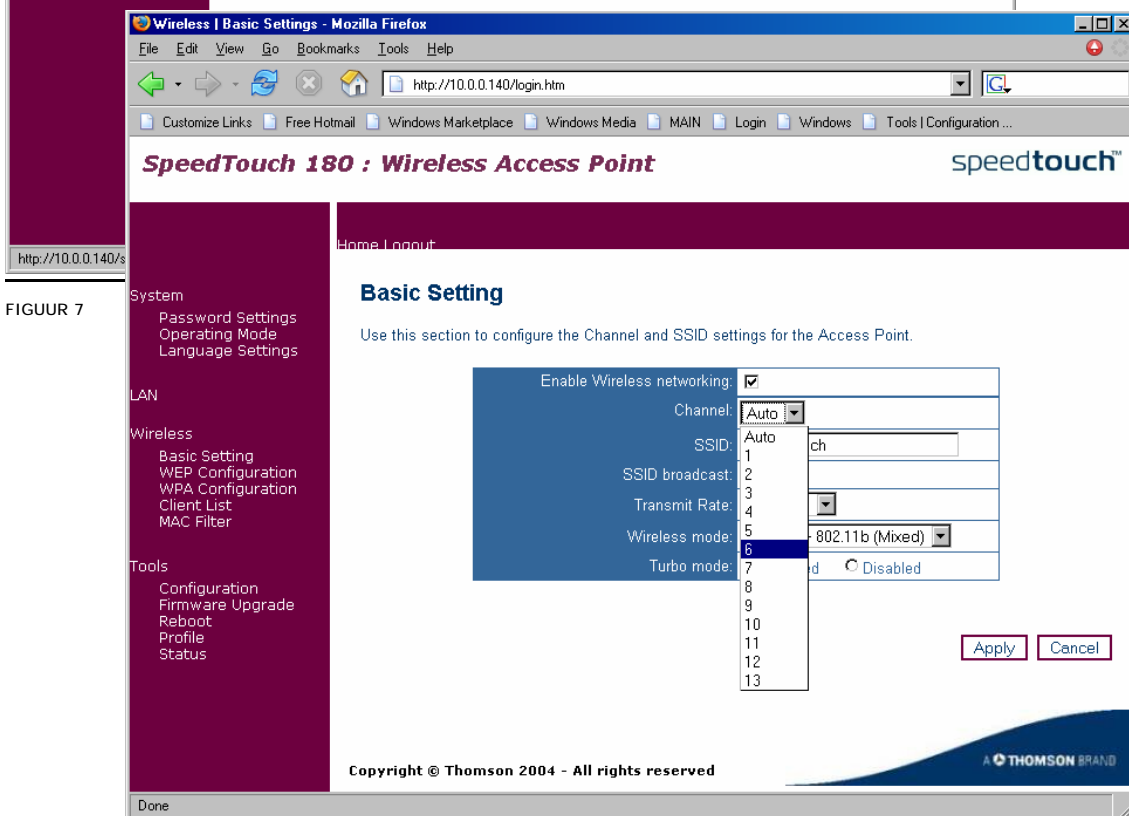 Wireless | Basic Settings - Mozilla Firefox
File Edit View Go Bookmarks Tools Help
http://10.0.0.140/login.htm
G
Customize Links Free Hotmail Windows Marketplace Windows Media MAIN Login Windows Tools | Configuration ...
SpeedTouch 180 : Wireless Access Point
speedtouch™
Home Logout
http://10.0.0.140/s
FIGUUR 7
System
Password Settings
Operating Mode
Language Settings
LAN
Wireless
Basic Setting
WEP Configuration
WPA Configuration
Client List
MAC Filter
Tools
Configuration
Firmware Upgrade
Reboot
Profile
Status
Basic Setting
Use this section to configure the Channel and SSID settings for the Access Point.
Enable Wireless networking:
Channel: Auto
SSID: ch
SSID broadcast:
Transmit Rate:
Wireless mode: 802.11b (Mixed)
Turbo mode: ed Disabled
Auto
1
2
3
4
5
6
7
8
9
10
11
12
13
Apply Cancel
Copyright © Thomson 2004 - All rights reserved
A THOMSON BRAND
Done